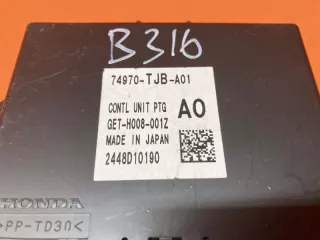 B316
74970-TJB-A01
CONTL UNIT PTG A0
GET-H008-001Z
MADE IN JAPAN
2448D10190
HONDA
>PP-TD30<